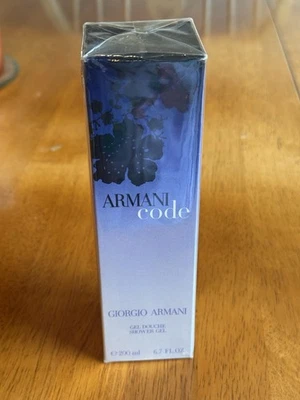 ARMANI
code
GIORGIO ARMANI
GEL DOUCHE
SHOWER GEL
℮200 ml 6.7 FL.OZ